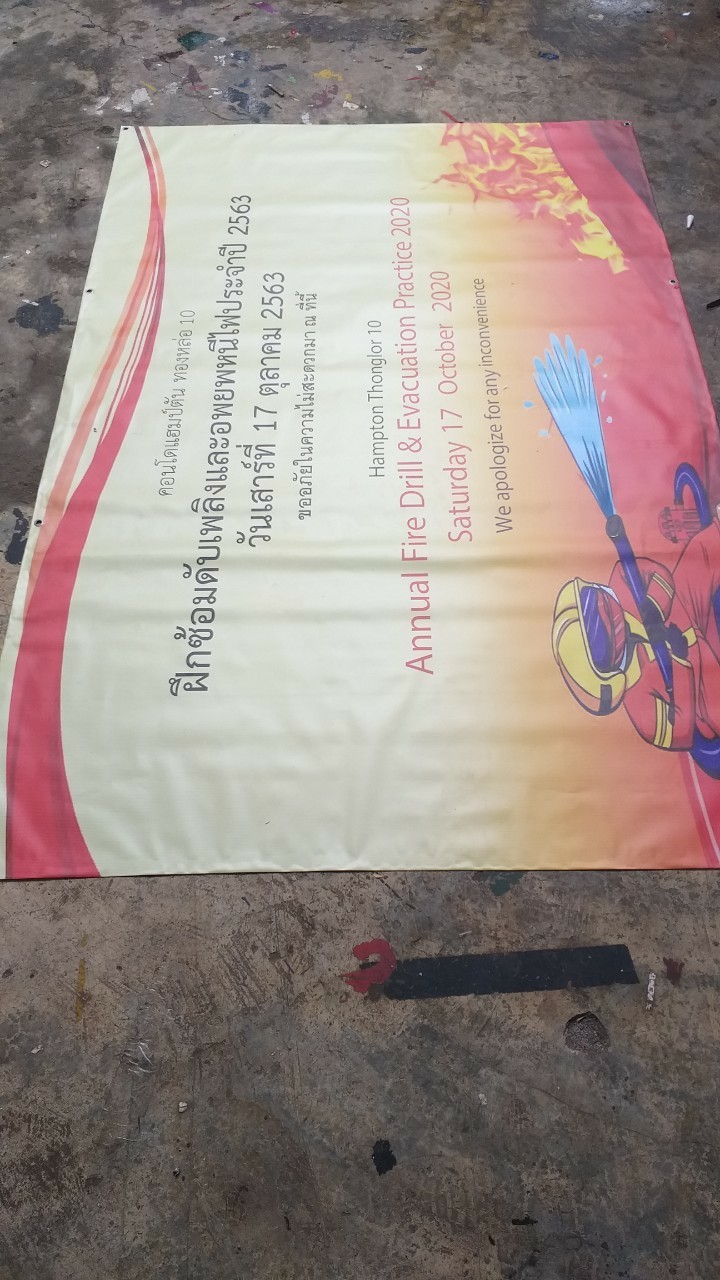 คอนโดแฮมป์ตัน ทองหล่อ 10
ฝึกซ้อมดับเพลิงและอพยพหนีไฟประจำปี 2563
วันเสาร์ที่ 17 ตุลาคม 2563
ขออภัยในความไม่สะดวกมา ณ ที่นี้
Hampton Thonglor 10
Annual Fire Drill & Evacuation Practice 2020
Saturday 17 October 2020
We apologize for any inconvenience